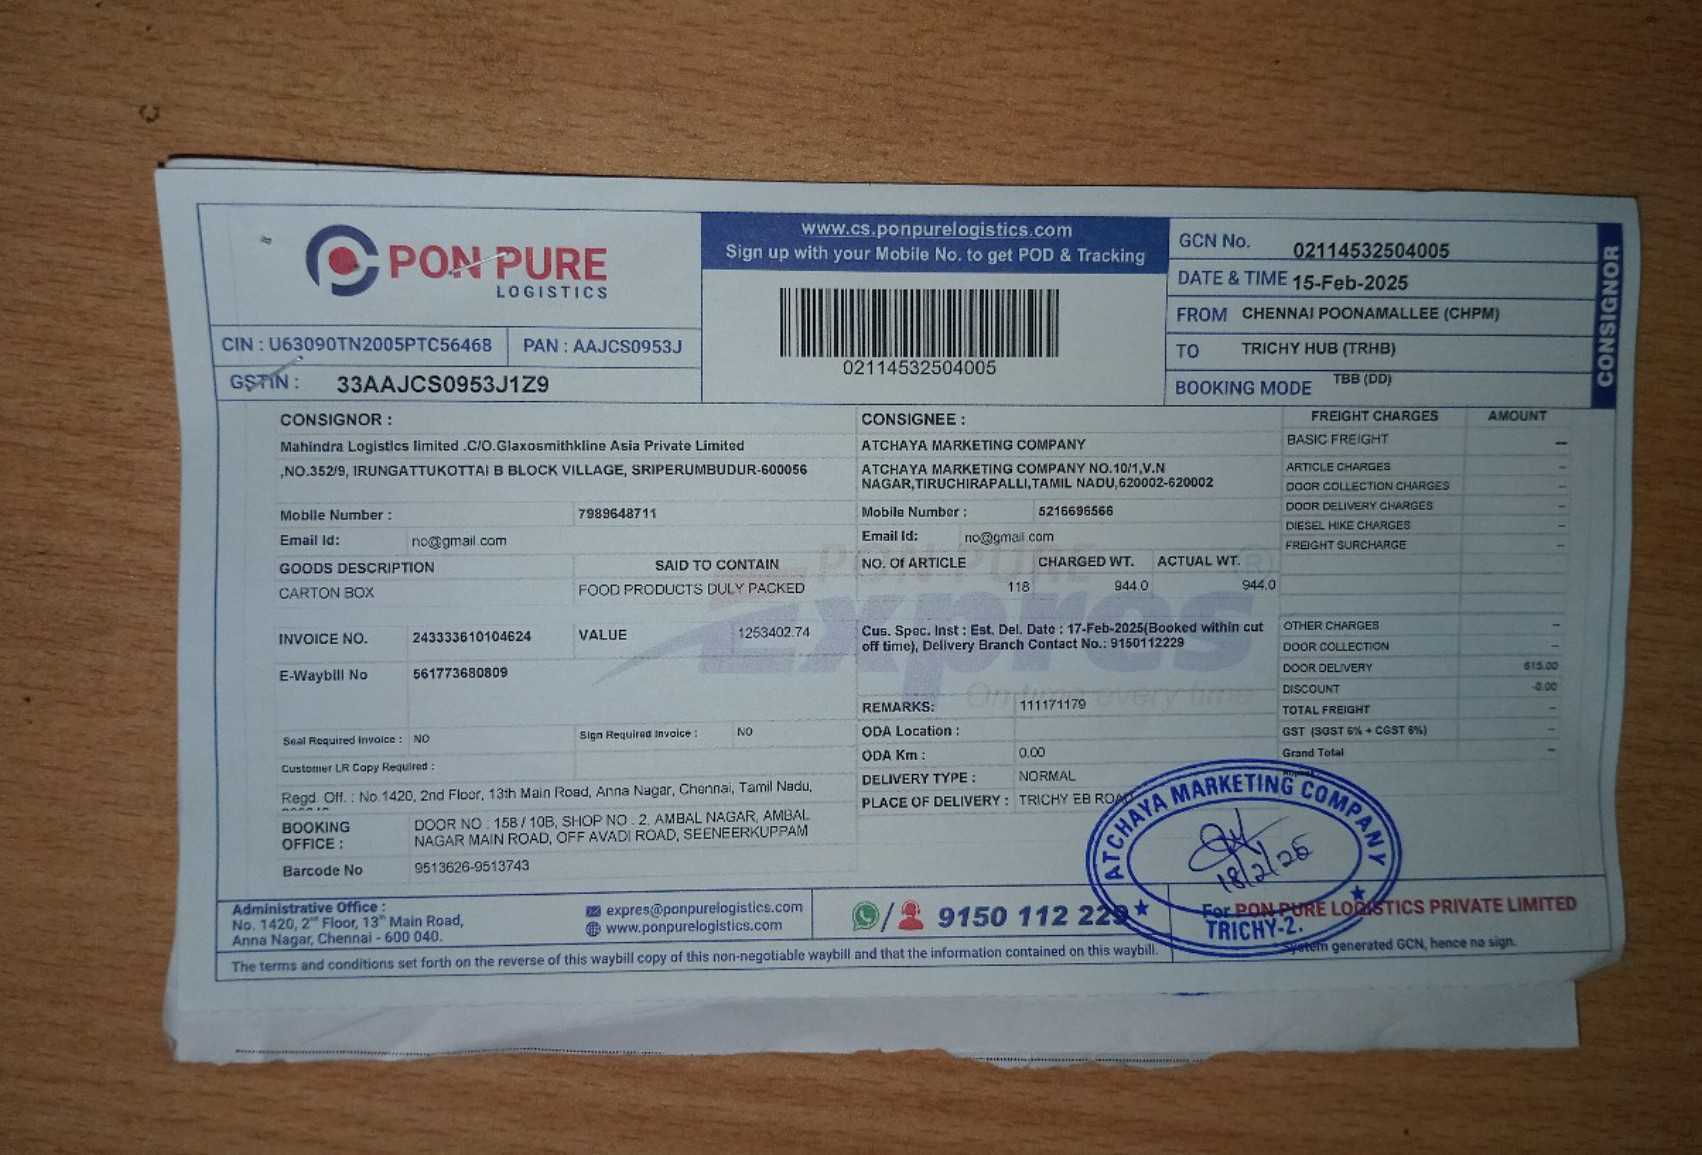 PON PURE
LOGISTICS
CIN : U63090TN2005PTC56468
PAN : AAJCS0953J
GSTIN : 33AAJCS0953J1Z9
www.cs.ponpurelogistics.com
Sign up with your Mobile No. to get POD & Tracking
02114532504005
GCN No. 02114532504005
DATE & TIME 15-Feb-2025
FROM CHENNAI POONAMALLEE (CHPM)
TO TRICHY HUB (TRHB)
BOOKING MODE TBB (DD)
CONSIGNOR
CONSIGNOR :
Mahindra Logistics limited .C/O.Glaxosmithkline Asia Private Limited
,NO.352/9, IRUNGATTUKOTTAI B BLOCK VILLAGE, SRIPERUMBUDUR-600056
Mobile Number : 7989648711
Email Id: no@gmail.com
GOODS DESCRIPTION SAID TO CONTAIN
CARTON BOX FOOD PRODUCTS DULY PACKED
INVOICE NO. 243333610104624 VALUE 1253402.74
E-Waybill No 561773680809
Seal Required Invoice : NO Sign Required Invoice : NO
Customer LR Copy Required :
Regd. Off. : No.1420, 2nd Floor, 13th Main Road, Anna Nagar, Chennai, Tamil Nadu,
BOOKING OFFICE : DOOR NO . 158 / 10B, SHOP NO . 2, AMBAL NAGAR, AMBAL
NAGAR MAIN ROAD, OFF AVADI ROAD, SEENEERKUPPAM
Barcode No 9513626-9513743
CONSIGNEE :
ATCHAYA MARKETING COMPANY
ATCHAYA MARKETING COMPANY NO.10/1,V.N
NAGAR,TIRUCHIRAPALLI,TAMIL NADU,620002-620002
Mobile Number : 5216696566
Email Id: no@gmail.com
NO. Of ARTICLE CHARGED WT. ACTUAL WT.
118 944.0 944.0
Cus. Spec. Inst : Est. Del. Date : 17-Feb-2025(Booked within cut
off time), Delivery Branch Contact No.: 9150112229
REMARKS: 111171179
ODA Location :
ODA Km : 0.00
DELIVERY TYPE : NORMAL
PLACE OF DELIVERY : TRICHY EB ROAD
PON PURE
Expres
On time every time
FREIGHT CHARGES AMOUNT
BASIC FREIGHT –
ARTICLE CHARGES –
DOOR COLLECTION CHARGES –
DOOR DELIVERY CHARGES –
DIESEL HIKE CHARGES –
FREIGHT SURCHARGE –
OTHER CHARGES –
DOOR COLLECTION –
DOOR DELIVERY 615.00
DISCOUNT -0.00
TOTAL FREIGHT –
GST (SGST 6% + CGST 6%) –
Grand Total –
ATCHAYA MARKETING COMPANY
18/2/25
TRICHY-2.
Administrative Office :
No. 1420, 2nd Floor, 13th Main Road,
Anna Nagar, Chennai - 600 040.
expres@ponpurelogistics.com
www.ponpurelogistics.com
9150 112 229
For PON PURE LOGISTICS PRIVATE LIMITED
System generated GCN, hence no sign.
The terms and conditions set forth on the reverse of this waybill copy of this non-negotiable waybill and that the information contained on this waybill.